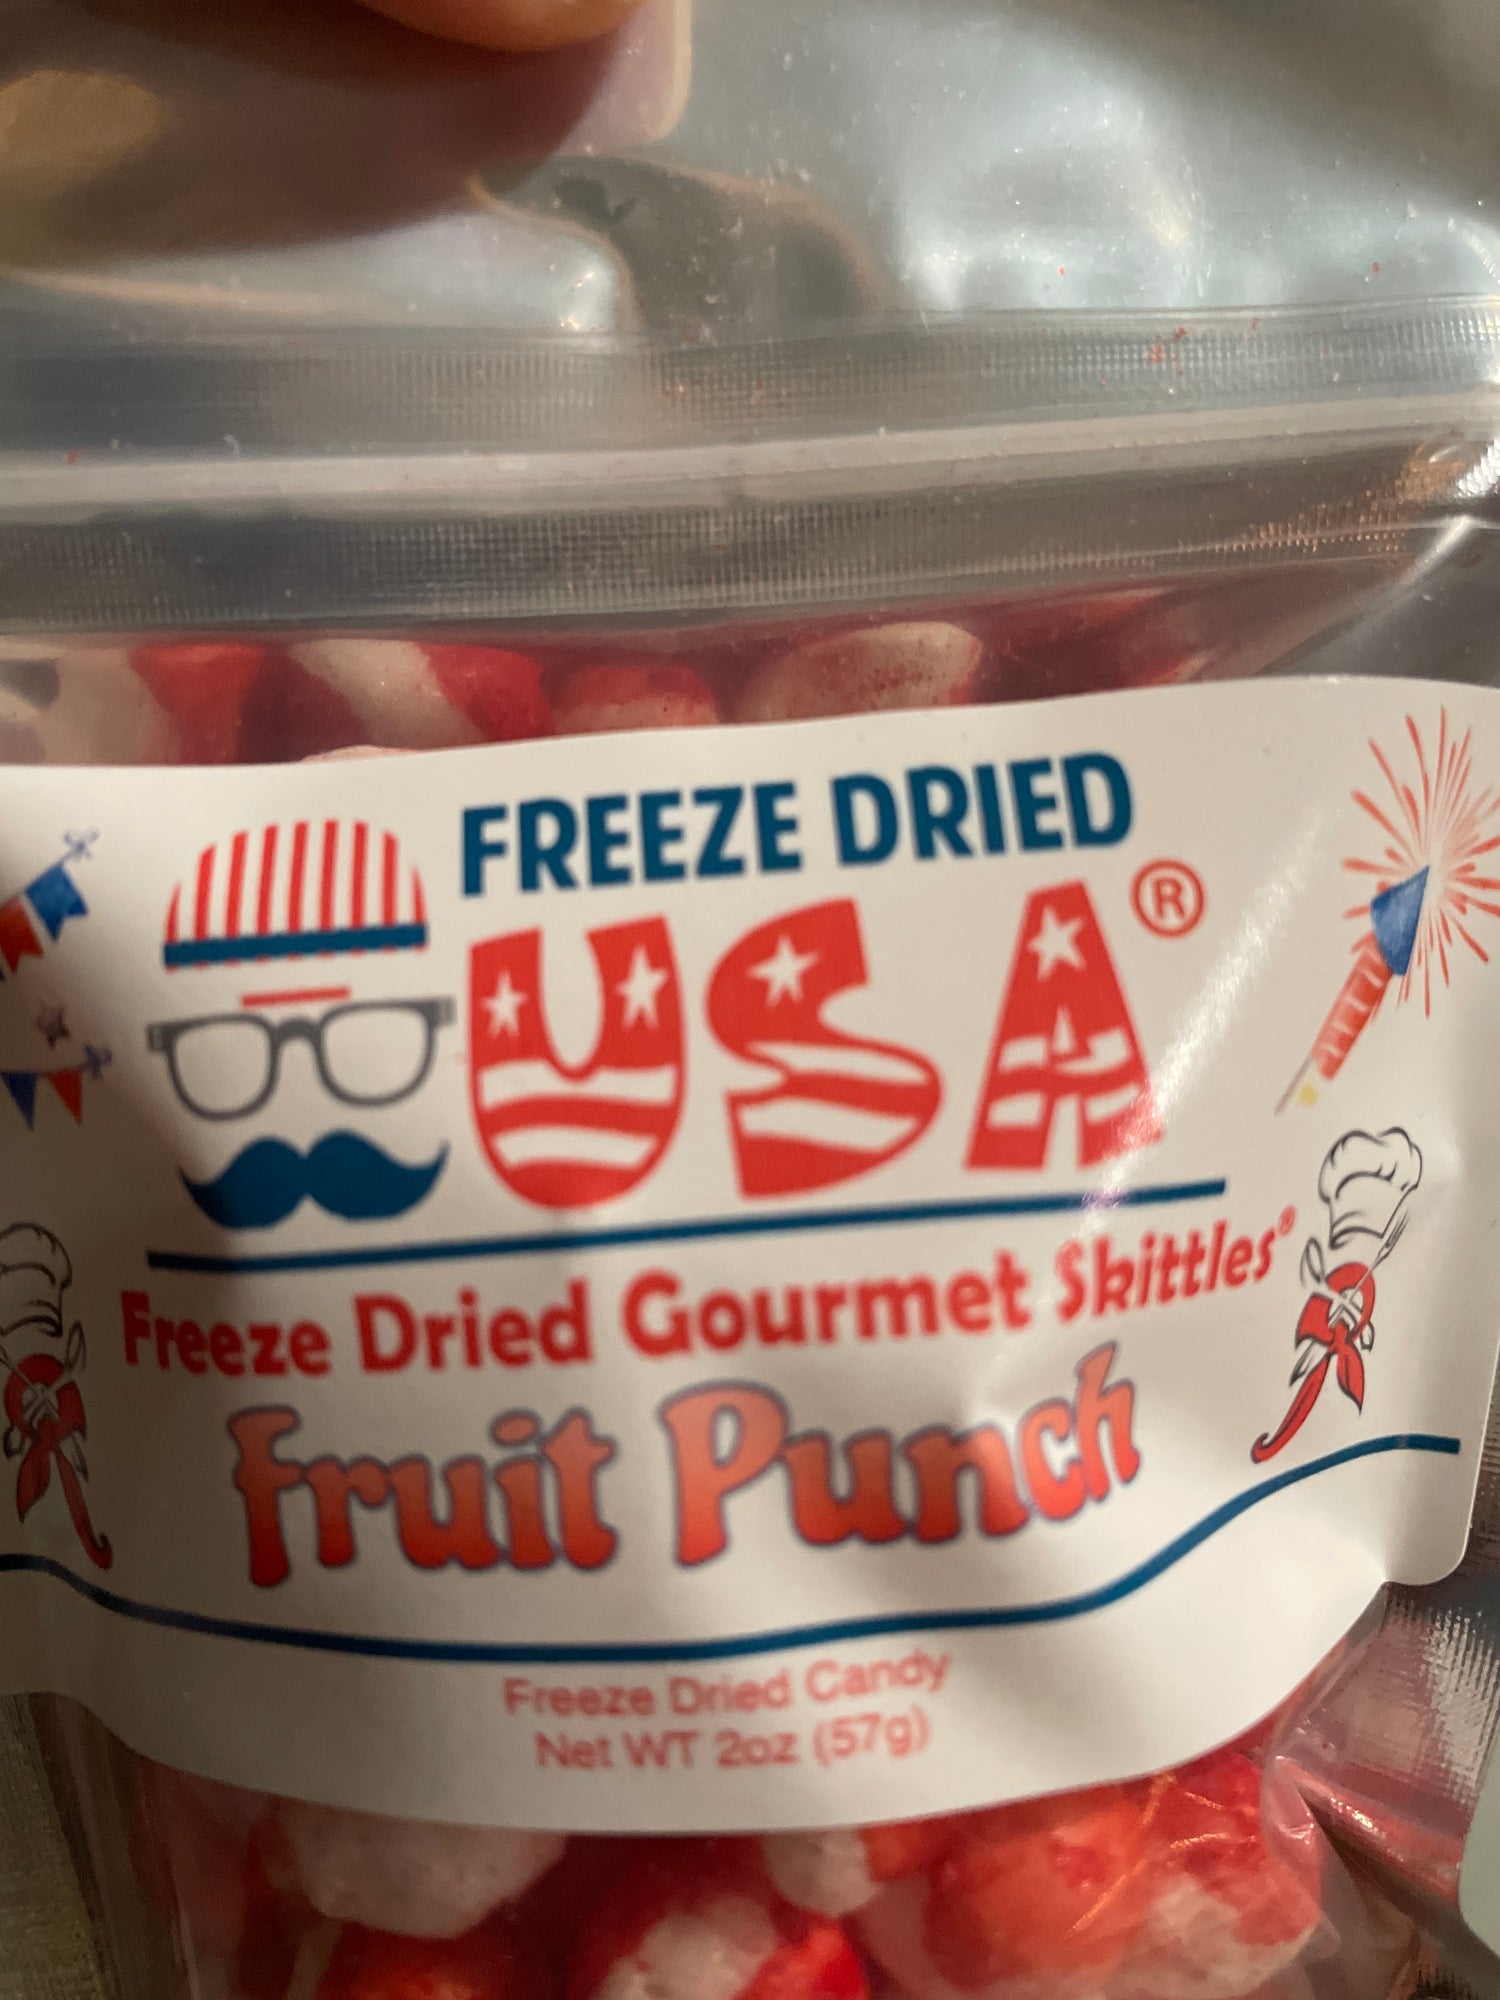 FREEZE DRIED
USA®
Freeze Dried Gourmet Skittles®
Fruit Punch
Freeze Dried Candy
Net WT 2oz (57g)